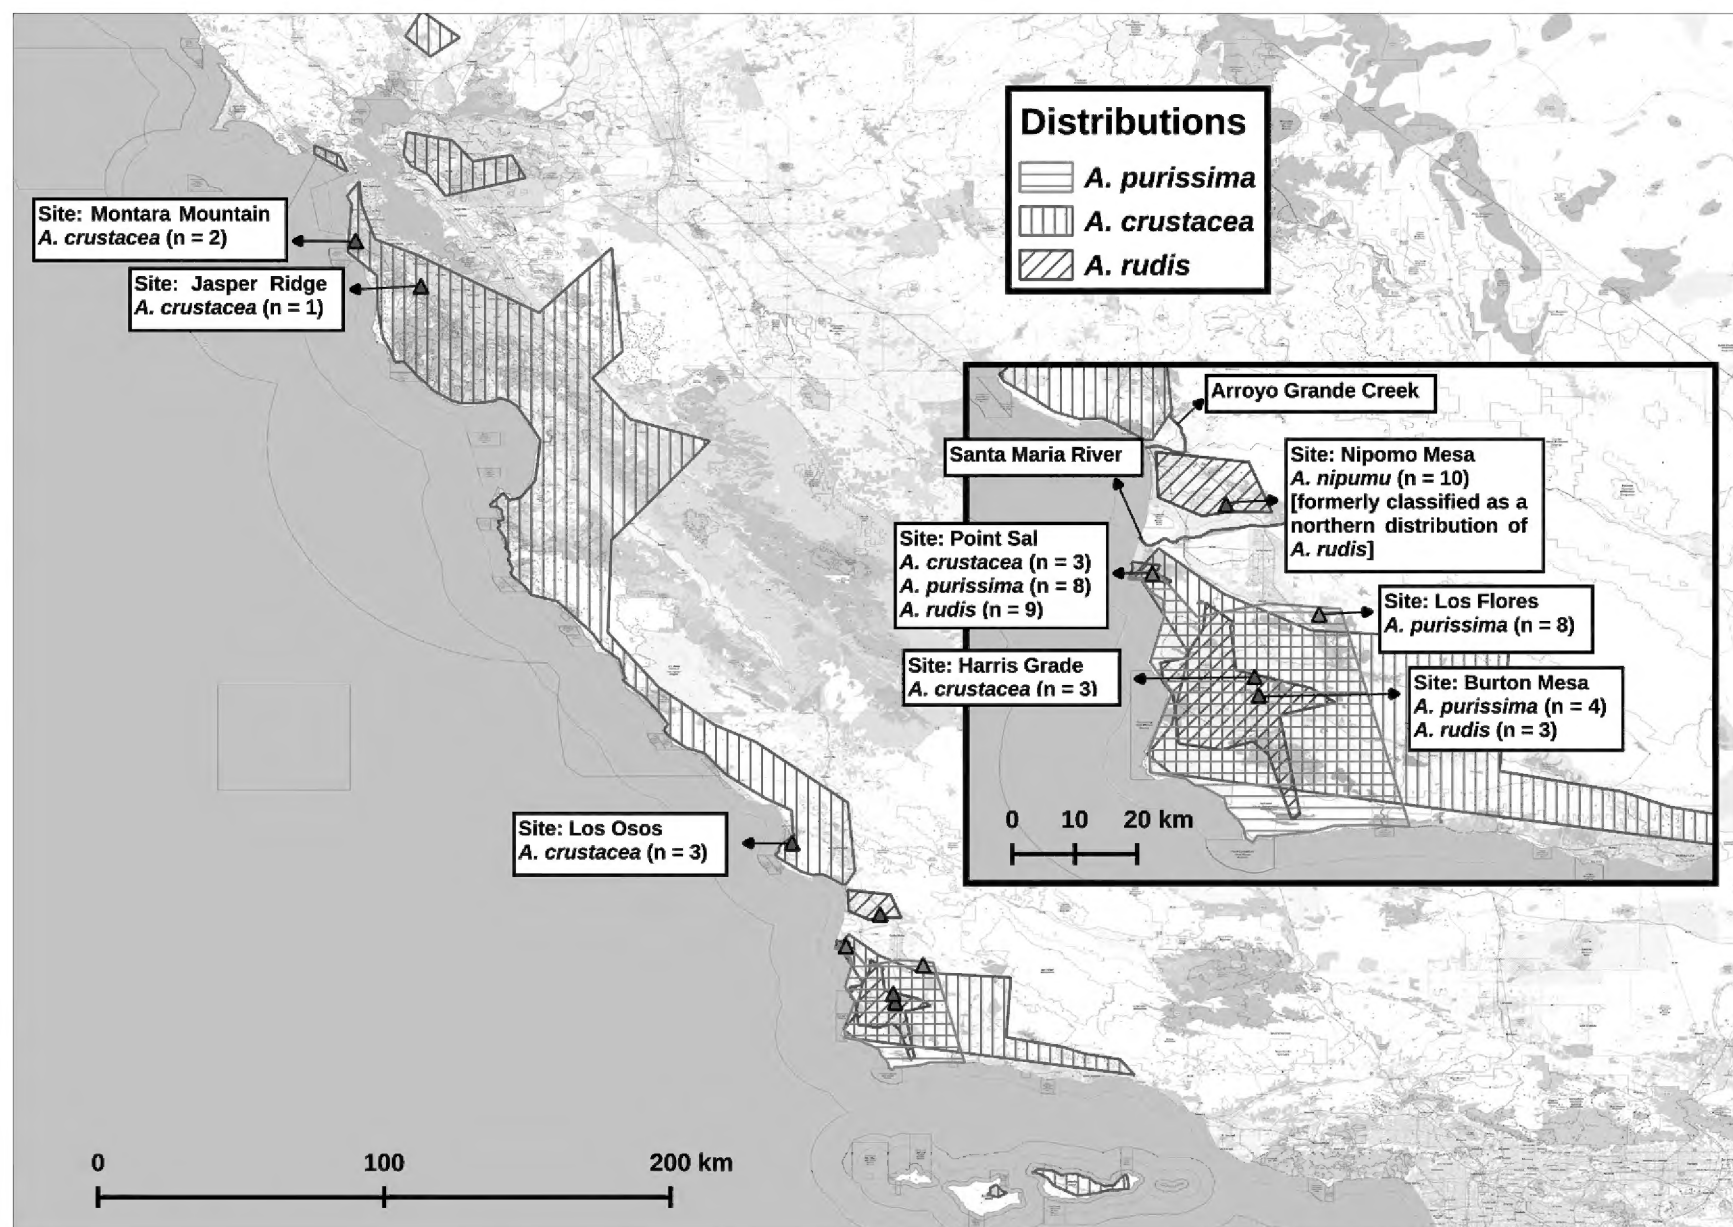 Distributions
A. purissima
A. crustacea
A. rudis
Site: Montara Mountain
A. crustacea (n = 2)
Site: Jasper Ridge
A. crustacea (n = 1)
Arroyo Grande Creek
Santa Maria River
Site: Nipomo Mesa
A. nipumu (n = 10)
[formerly classified as a
northern distribution of
A. rudis]
Site: Point Sal
A. crustacea (n = 3)
A. purissima (n = 8)
A. rudis (n = 9)
Site: Los Flores
A. purissima (n = 8)
Site: Harris Grade
A. crustacea (n = 3)
Site: Burton Mesa
A. purissima (n = 4)
A. rudis (n = 3)
0 10 20 km
Site: Los Osos
A. crustacea (n = 3)
0 100 200 km